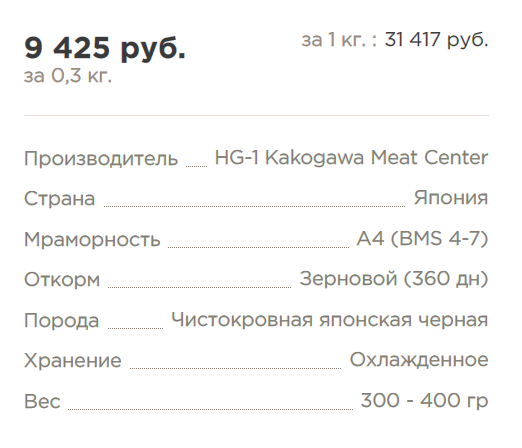 9 425 руб.
за 1 кг. : 31 417 руб.
за 0,3 кг.
Производитель HG-1 Kakogawa Meat Center
Страна Япония
Мраморность A4 (BMS 4-7)
Откорм Зерновой (360 дн)
Порода Чистокровная японская черная
Хранение Охлажденное
Вес 300 - 400 гр